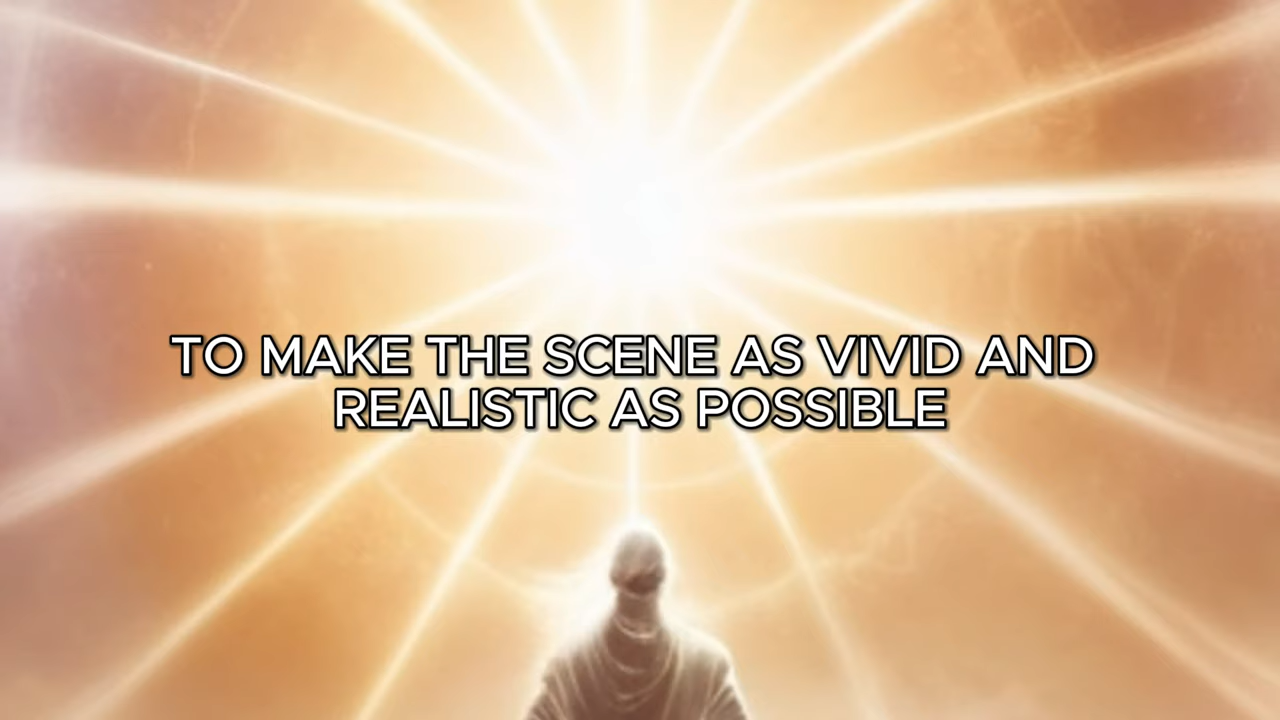 TO MAKE THE SCENE AS VIVID AND
REALISTIC AS POSSIBLE